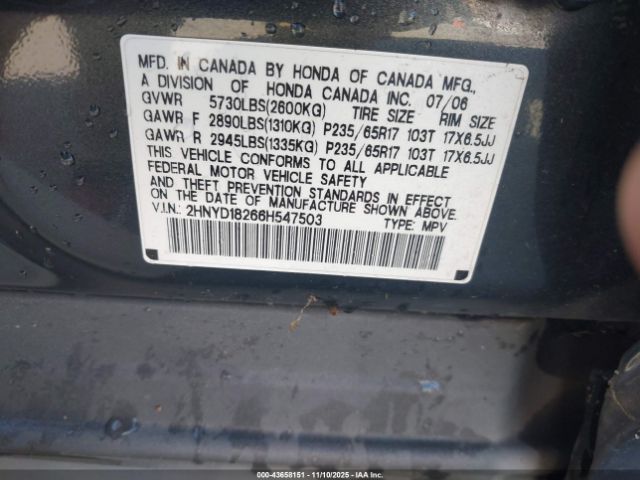 MFD. IN CANADA BY HONDA OF CANADA MFG.,
A DIVISION OF HONDA CANADA INC. 07/06
GVWR 5730LBS(2600KG) TIRE SIZE RIM SIZE
GAWR F 2890LBS(1310KG) P235/65R17 103T 17X6.5JJ
GAWR R 2945LBS(1335KG) P235/65R17 103T 17X6.5JJ
THIS VEHICLE CONFORMS TO ALL APPLICABLE
FEDERAL MOTOR VEHICLE SAFETY
AND THEFT PREVENTION STANDARDS IN EFFECT
ON THE DATE OF MANUFACTURE SHOWN ABOVE.
V.I.N.: 2HNYD18266H547503 TYPE: MPV
000-43658151 - 11/10/2025 - IAAI